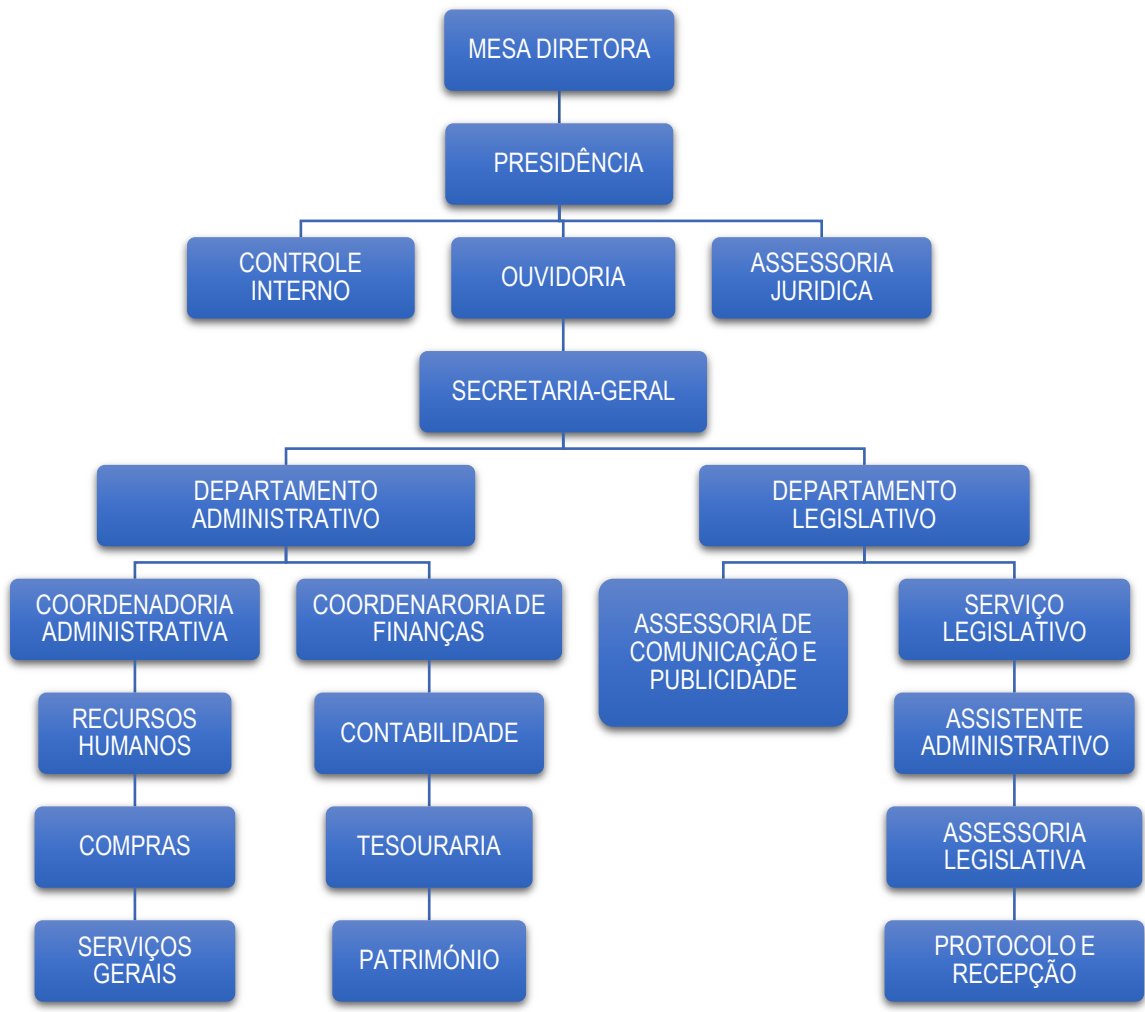 MESA DIRETORA
PRESIDÊNCIA
CONTROLE
INTERNO
OUVIDORIA
ASSESSORIA
JURIDICA
SECRETARIA-GERAL
DEPARTAMENTO
ADMINISTRATIVO
DEPARTAMENTO
LEGISLATIVO
COORDENADORIA
ADMINISTRATIVA
COORDENARORIA DE
FINANÇAS
ASSESSORIA DE
COMUNICAÇÃO E
PUBLICIDADE
SERVIÇO
LEGISLATIVO
RECURSOS
HUMANOS
CONTABILIDADE
ASSISTENTE
ADMINISTRATIVO
COMPRAS
TESOURARIA
ASSESSORIA
LEGISLATIVA
SERVIÇOS
GERAIS
PATRIMÓNIO
PROTOCOLO E
RECEPÇÃO